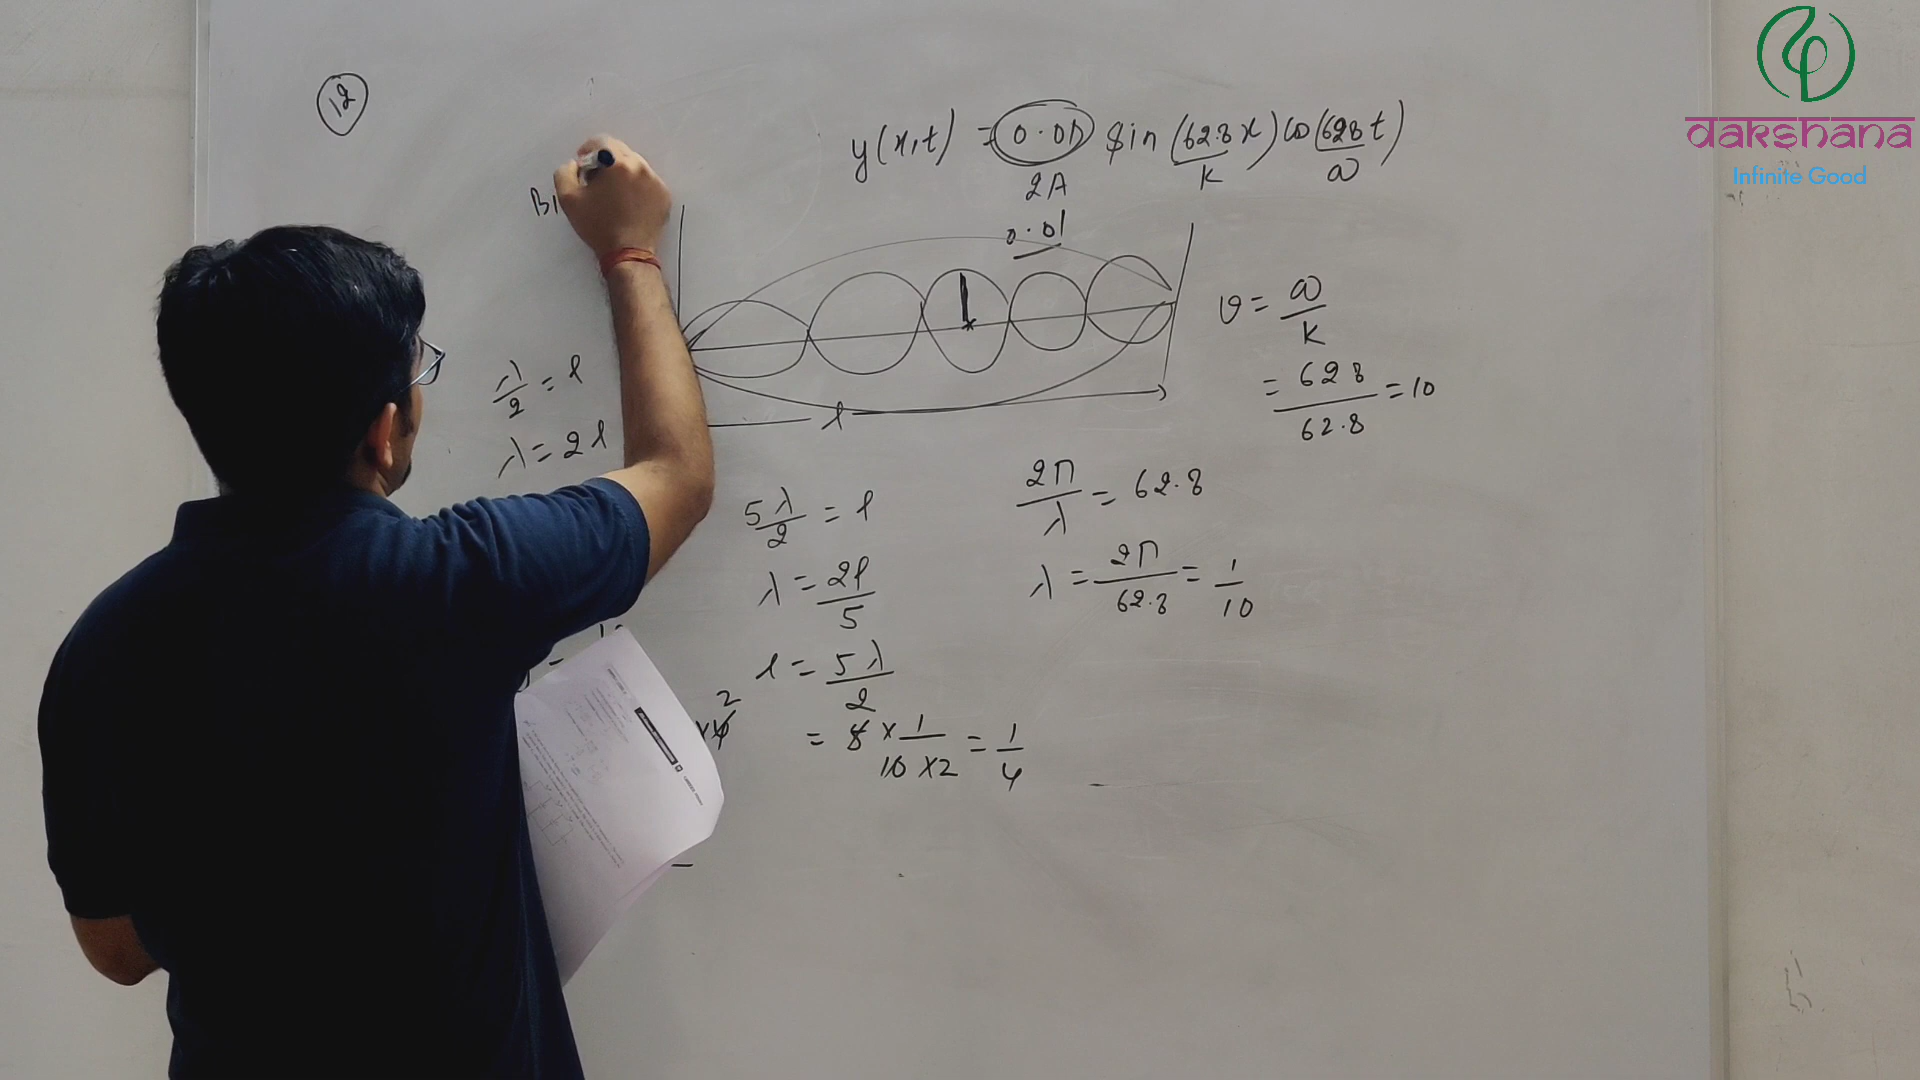 12
y(x,t) = 0.01 sin(62.8x) cos(628t)
2A K ω
0.01
l
λ/2 = l
λ = 2l
v = ω/K
= 628/62.8 = 10
5λ/2 = l
λ = 2l/5
l = 5λ/2
= 5 × 1/10×2 = 1/4
2π/λ = 62.8
λ = 2π/62.8 = 1/10
2
dakshana
Infinite Good